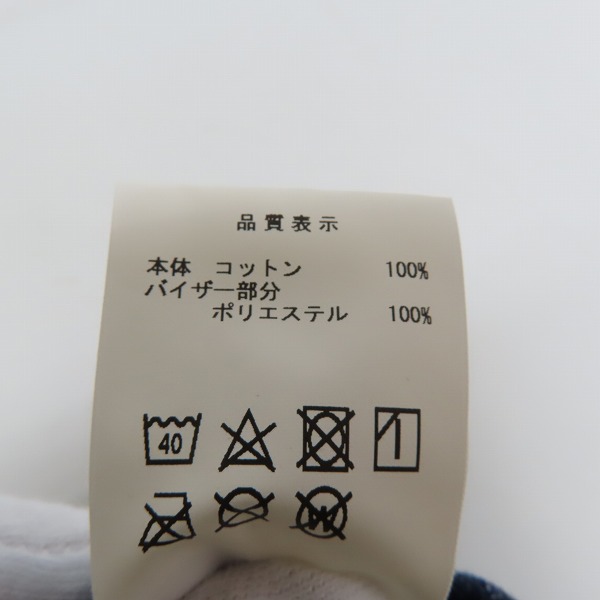 品質表示
本体 コットン 100%
バイザー部分
ポリエステル 100%
40
W